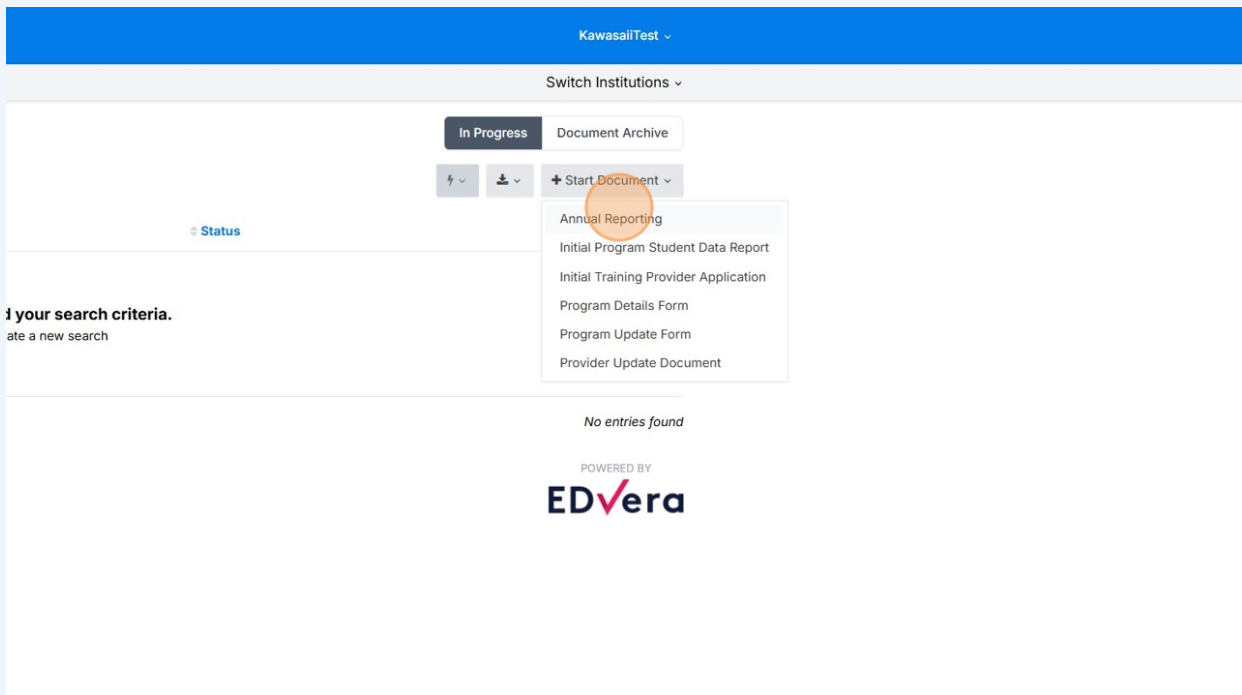 KawasaiiTest
Switch Institutions
In Progress
Document Archive
+ Start Document
Annual Reporting
Status
Initial Program Student Data Report
Initial Training Provider Application
Program Details Form
your search criteria.
Program Update Form
ate a new search
Provider Update Document
No entries found
POWERED BY
EDvera